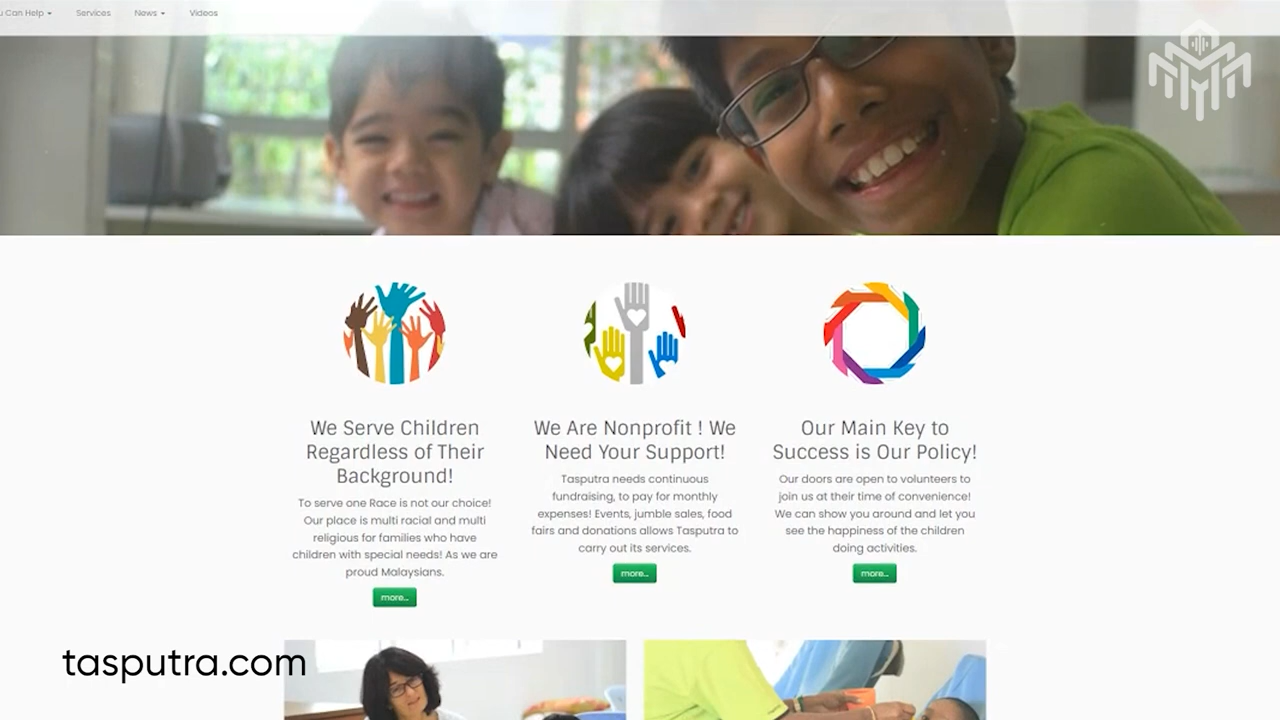 u Can Help
Services
News
Videos
We Serve Children
Regardless of Their
Background!
To serve one Race is not our choice!
Our place is multi racial and multi
religious for families who have
children with special needs! As we are
proud Malaysians.
more...
We Are Nonprofit ! We
Need Your Support!
Tasputra needs continuous
fundraising, to pay for monthly
expenses! Events, jumble sales, food
fairs and donations allows Tasputra to
carry out its services.
more...
Our Main Key to
Success is Our Policy!
Our doors are open to volunteers to
join us at their time of convenience!
We can show you around and let you
see the happiness of the children
doing activities.
more...
tasputra.com